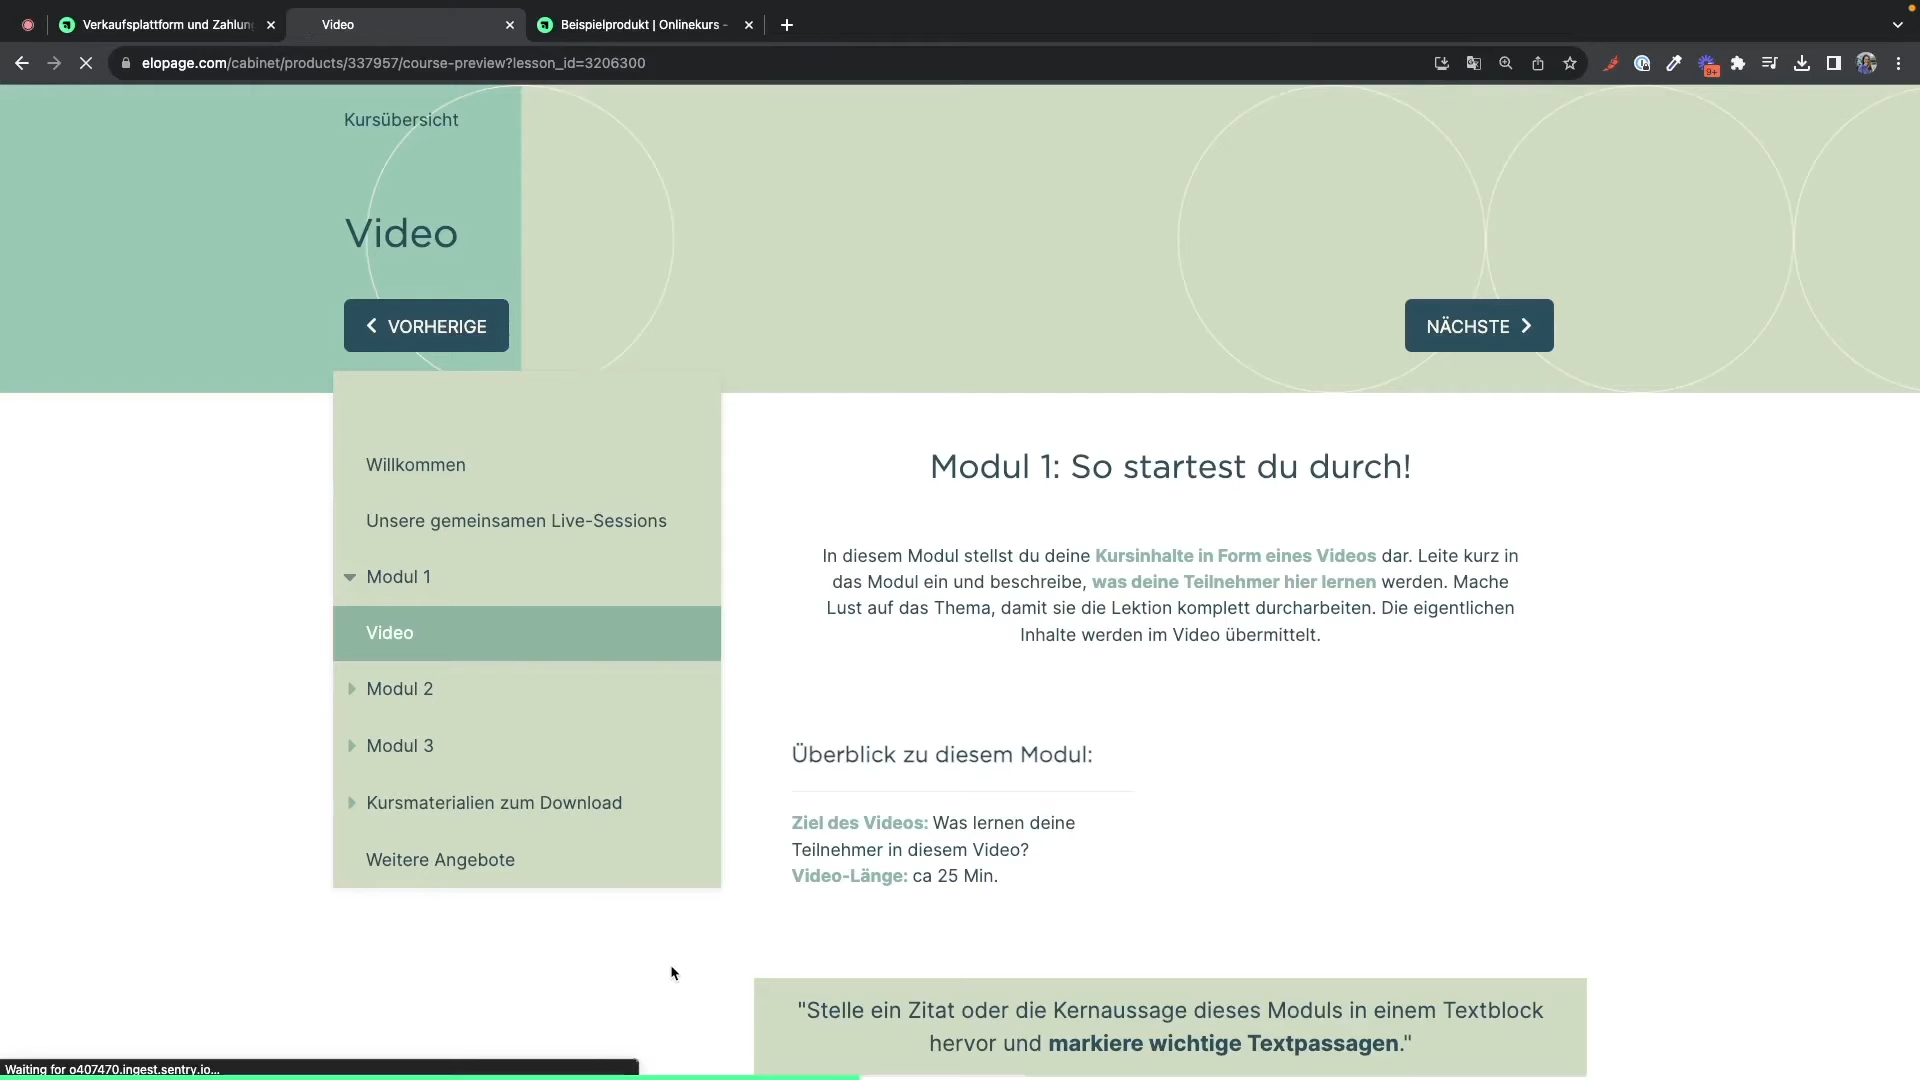 Verkaufsplattform und Zahlun
Video
Beispielprodukt | Onlinekurs -
elopage.com/cabinet/products/337957/course-preview?lesson_id=3206300
9+
Kursübersicht
Video
VORHERIGE
NÄCHSTE
Willkommen
Unsere gemeinsamen Live-Sessions
Modul 1
Video
Modul 2
Modul 3
Kursmaterialien zum Download
Weitere Angebote
Modul 1: So startest du durch!
In diesem Modul stellst du deine Kursinhalte in Form eines Videos dar. Leite kurz in
das Modul ein und beschreibe, was deine Teilnehmer hier lernen werden. Mache
Lust auf das Thema, damit sie die Lektion komplett durcharbeiten. Die eigentlichen
Inhalte werden im Video übermittelt.
Überblick zu diesem Modul:
Ziel des Videos: Was lernen deine
Teilnehmer in diesem Video?
Video-Länge: ca 25 Min.
"Stelle ein Zitat oder die Kernaussage dieses Moduls in einem Textblock
hervor und markiere wichtige Textpassagen."
Waiting for o407470.ingest.sentry.io...